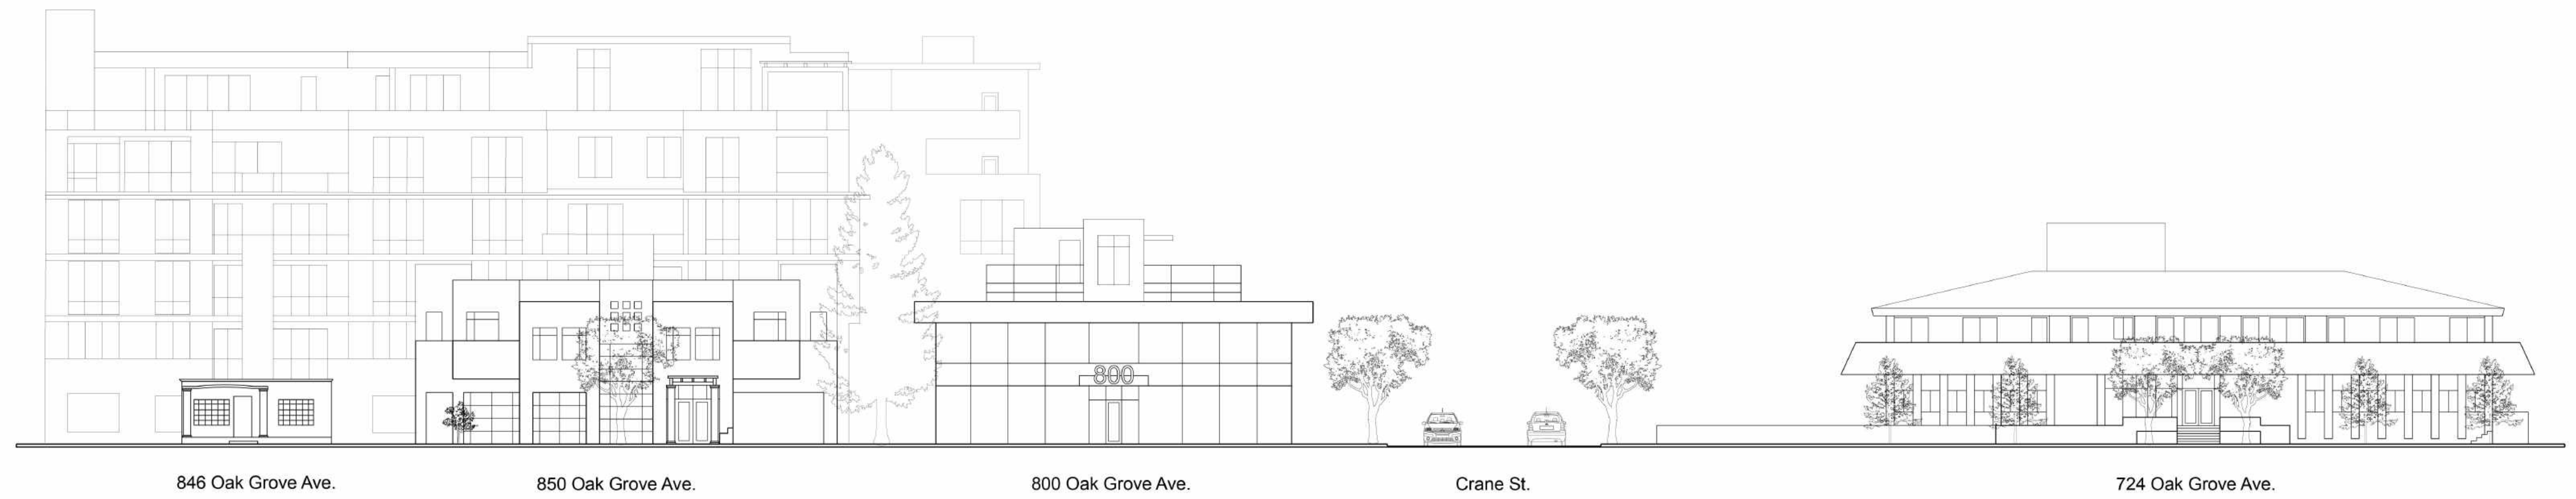 800
846 Oak Grove Ave.
850 Oak Grove Ave.
800 Oak Grove Ave.
Crane St.
724 Oak Grove Ave.